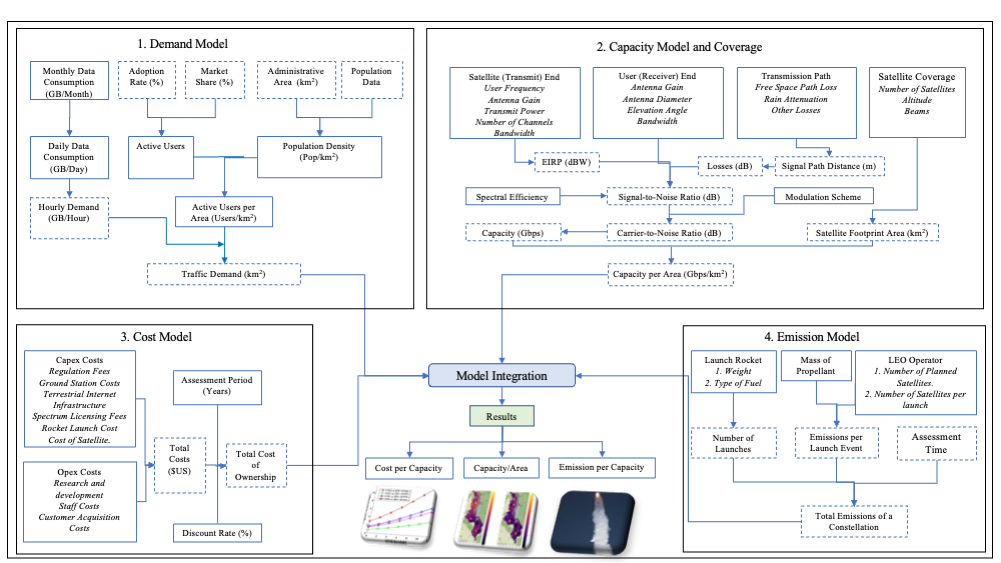 1. Demand Model
Monthly Data
Consumption
(GB/Month)
Adoption
Rate (%)
Market
Share (%)
Administrative
Area (km²)
Population
Data
Daily Data
Consumption
(GB/Day)
Active Users
Population Density
(Pop/km²)
Hourly Demand
(GB/Hour)
Active Users per
Area (Users/km²)
Traffic Demand (km²)
2. Capacity Model and Coverage
Satellite (Transmit) End
User Frequency
Antenna Gain
Transmit Power
Number of Channels
Bandwidth
User (Receiver) End
Antenna Gain
Antenna Diameter
Elevation Angle
Bandwidth
Transmission Path
Free Space Path Loss
Rain Attenuation
Other Losses
Satellite Coverage
Number of Satellites
Altitude
Beams
EIRP (dBW)
Losses (dB)
Signal Path Distance (m)
Spectral Efficiency
Signal-to-Noise Ratio (dB)
Modulation Scheme
Capacity (Gbps)
Carrier-to-Noise Ratio (dB)
Satellite Footprint Area (km²)
Capacity per Area (Gbps/km²)
3. Cost Model
Capex Costs
Regulation Fees
Ground Station Costs
Terrestrial Internet
Infrastructure
Spectrum Licensing Fees
Rocket Launch Cost
Cost of Satellite.
Assessment Period
(Years)
Total
Costs
($US)
Total Cost
of
Ownership
Opex Costs
Research and
development
Staff Costs
Customer Acquisition
Costs
Discount Rate (%)
Model Integration
Results
Cost per Capacity
Capacity/Area
Emission per Capacity
4. Emission Model
Launch Rocket
1. Weight
2. Type of Fuel
Mass of
Propellant
LEO Operator
1. Number of Planned
Satellites.
2. Number of Satellites per
launch
Number of
Launches
Emissions per
Launch Event
Assessment
Time
Total Emissions of a
Constellation